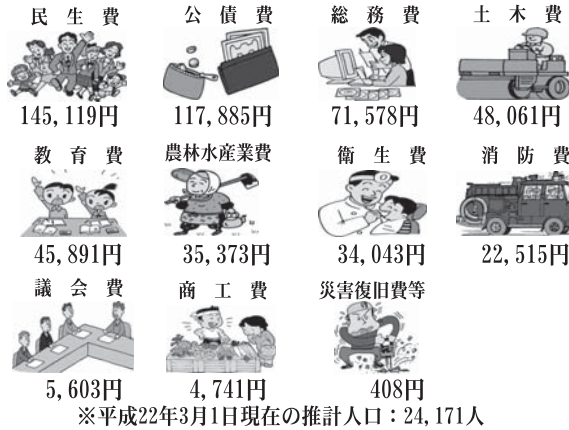 民生費 公債費 総務費 土木費
145,119円 117,885円 71,578円 48,061円
教育費 農林水産業費 衛生費 消防費
45,891円 35,373円 34,043円 22,515円
議会費 商工費 災害復旧費等
5,603円 4,741円 408円
※平成22年3月1日現在の推計人口：24,171人